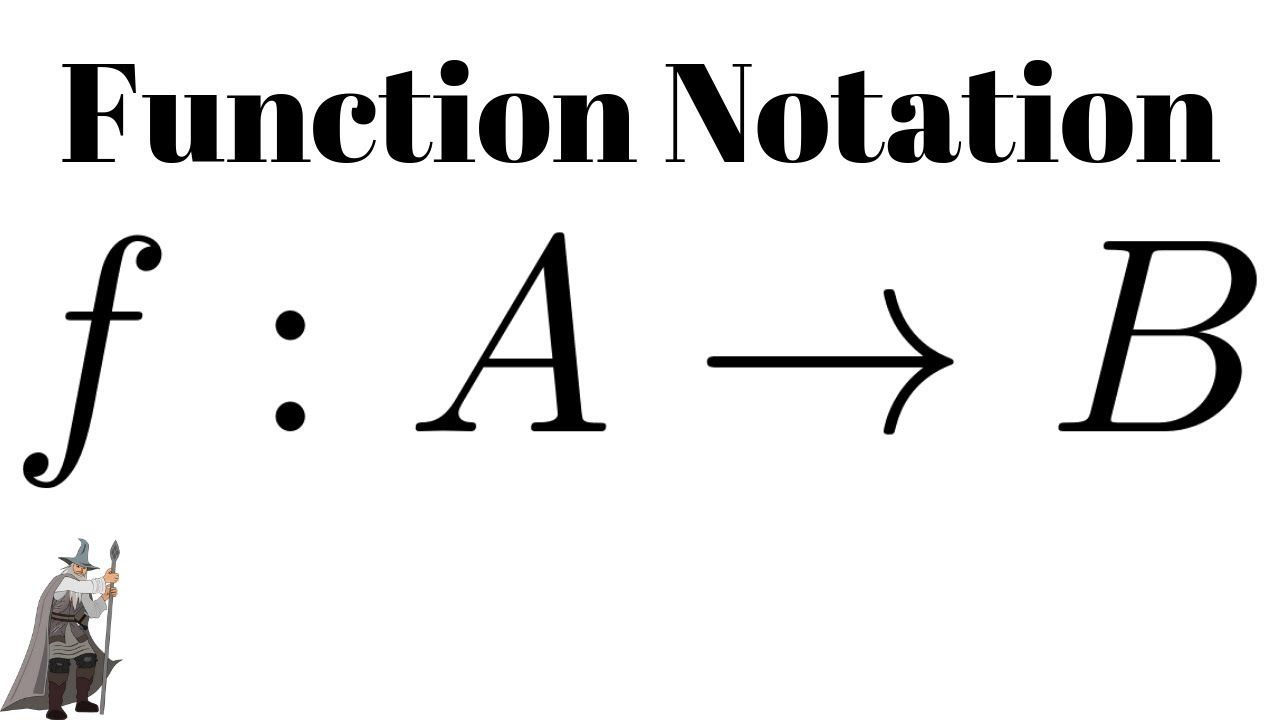 Function Notation
f : A → B